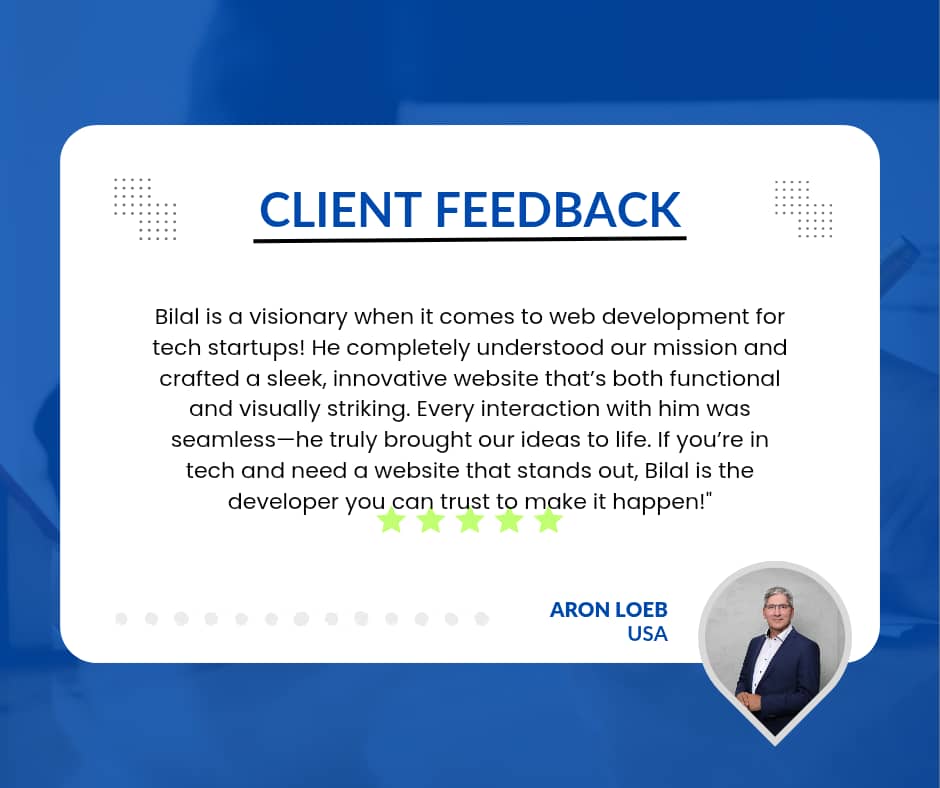 CLIENT FEEDBACK
Bilal is a visionary when it comes to web development for
tech startups! He completely understood our mission and
crafted a sleek, innovative website that’s both functional
and visually striking. Every interaction with him was
seamless—he truly brought our ideas to life. If you’re in
tech and need a website that stands out, Bilal is the
developer you can trust to make it happen!"
ARON LOEB
USA